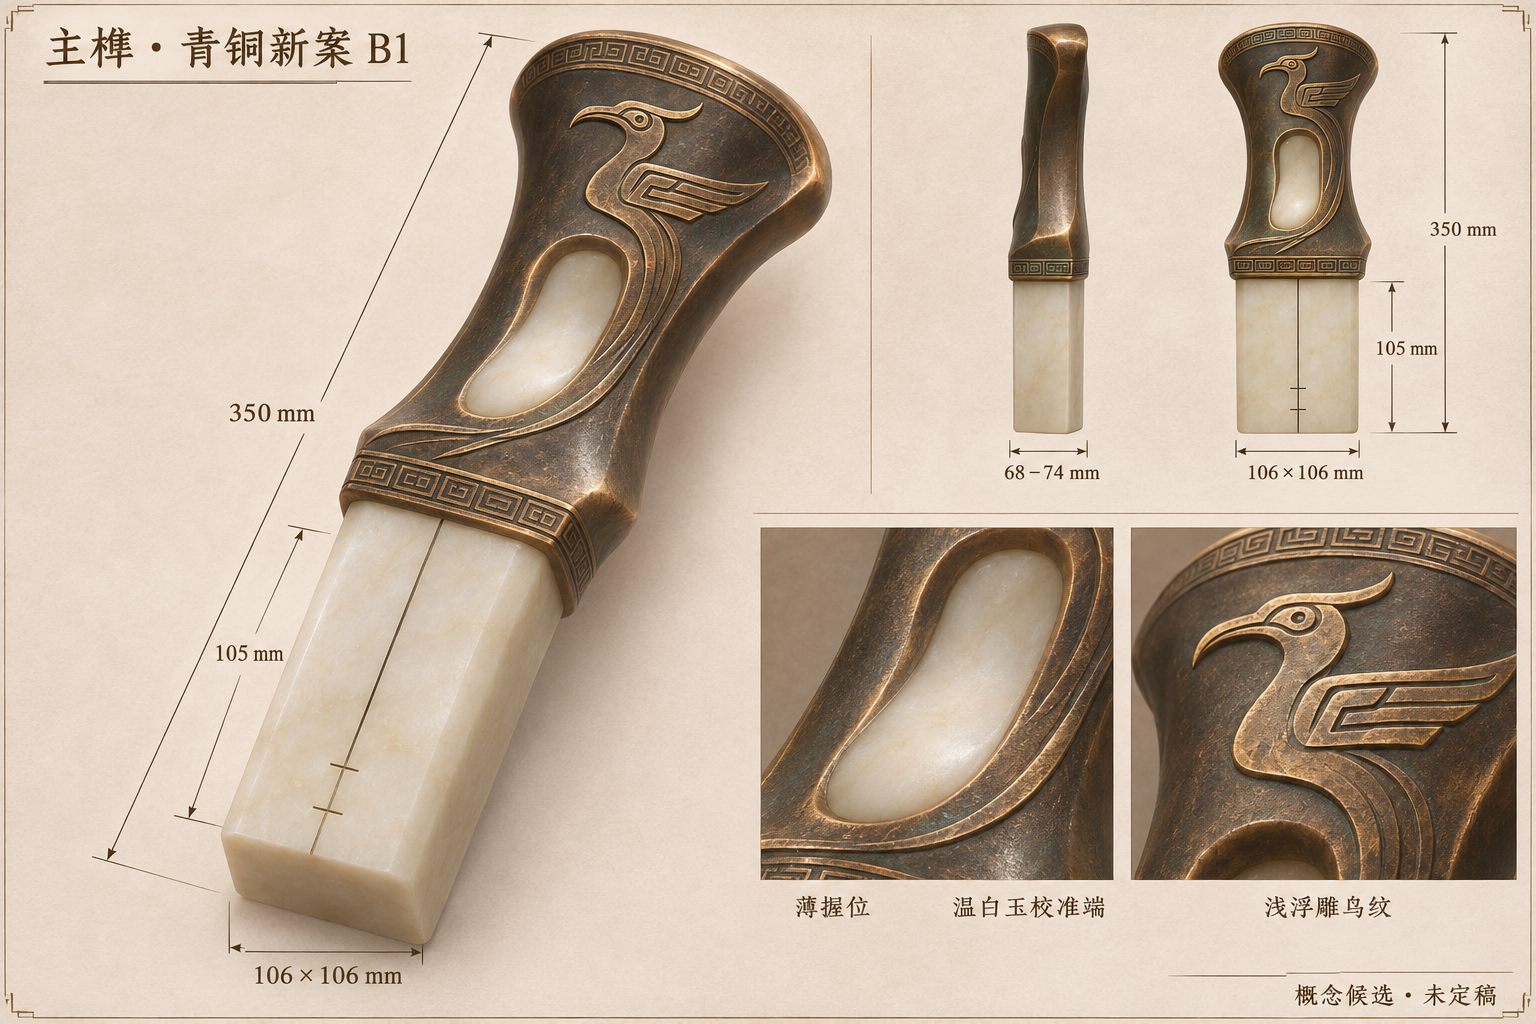 主榫·青铜新案 B1
350 mm
105 mm
106 × 106 mm
68–74 mm
106 × 106 mm
350 mm
105 mm
薄握位
温白玉校准端
浅浮雕鸟纹
概念候选·未定稿